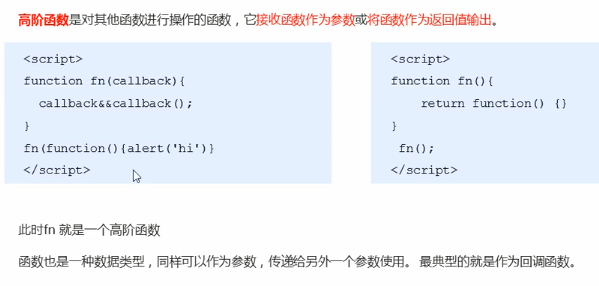 高阶函数是对其他函数进行操作的函数，它接收函数作为参数或将函数作为返回值输出。
<script>
function fn(callback){
callback&&callback();
}
fn(function(){alert('hi')}
</script>
<script>
function fn(){
return function() {}
}
fn();
</script>
此时fn 就是一个高阶函数
函数也是一种数据类型，同样可以作为参数，传递给另外一个参数使用。 最典型的就是作为回调函数。